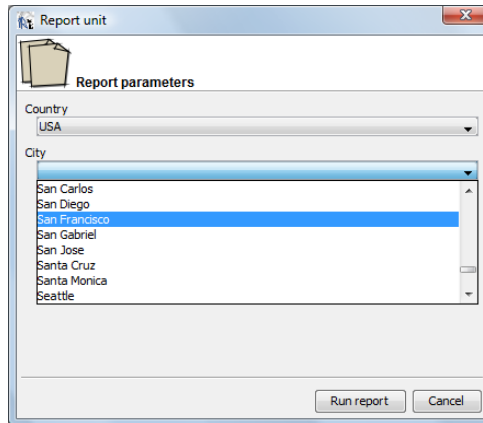 Report unit
Report parameters
Country
USA
City
San Carlos
San Diego
San Francisco
San Gabriel
San Jose
Santa Cruz
Santa Monica
Seattle
Run report Cancel